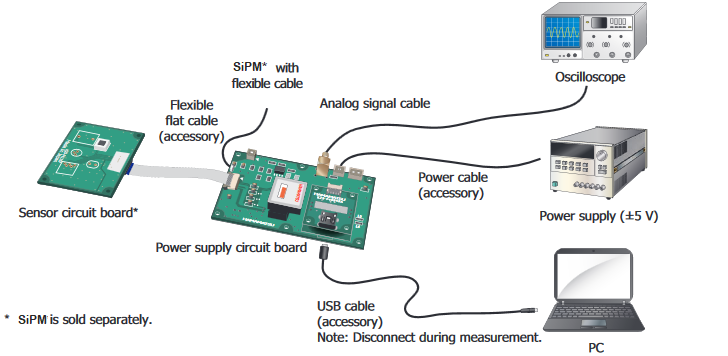 SiPM* with
flexible cable
Oscilloscope
Flexible
flat cable
(accessory)
Analog signal cable
Power cable
(accessory)
Sensor circuit board*
Power supply (±5 V)
Power supply circuit board
HAMAMATSU
USB cable
(accessory)
Note: Disconnect during measurement.
* SiPM is sold separately.
PC